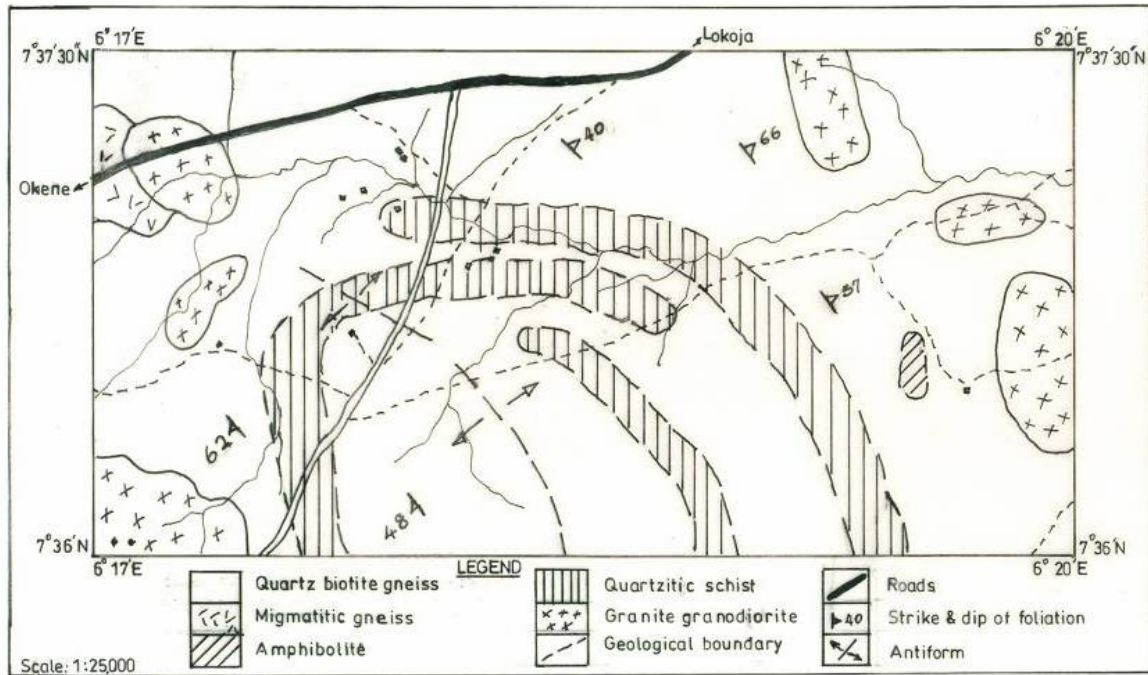 Lokoja
6° 17′E
6° 20′E
7° 37′30″N
7° 37′30″N
40
66
Okene
37
62
48
7° 36′N
7° 36′N
6° 17′E
6° 20′E
LEGEND
Quartz biotite gneiss
Migmatitic gneiss
Amphibolite
Quartzitic schist
Granite granodiorite
Geological boundary
Roads
40
Strike & dip of foliation
Antiform
Scale: 1:25,000